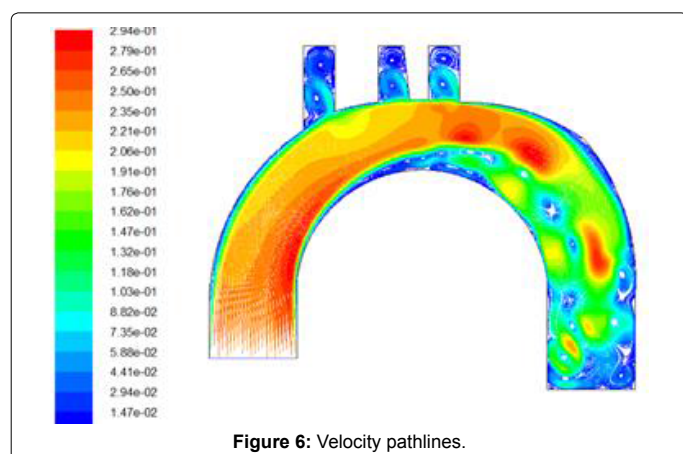 2.94e-01
2.79e-01
2.65e-01
2.50e-01
2.35e-01
2.21e-01
2.06e-01
1.91e-01
1.76e-01
1.62e-01
1.47e-01
1.32e-01
1.18e-01
1.03e-01
8.82e-02
7.35e-02
5.88e-02
4.41e-02
2.94e-02
1.47e-02
Figure 6: Velocity pathlines.